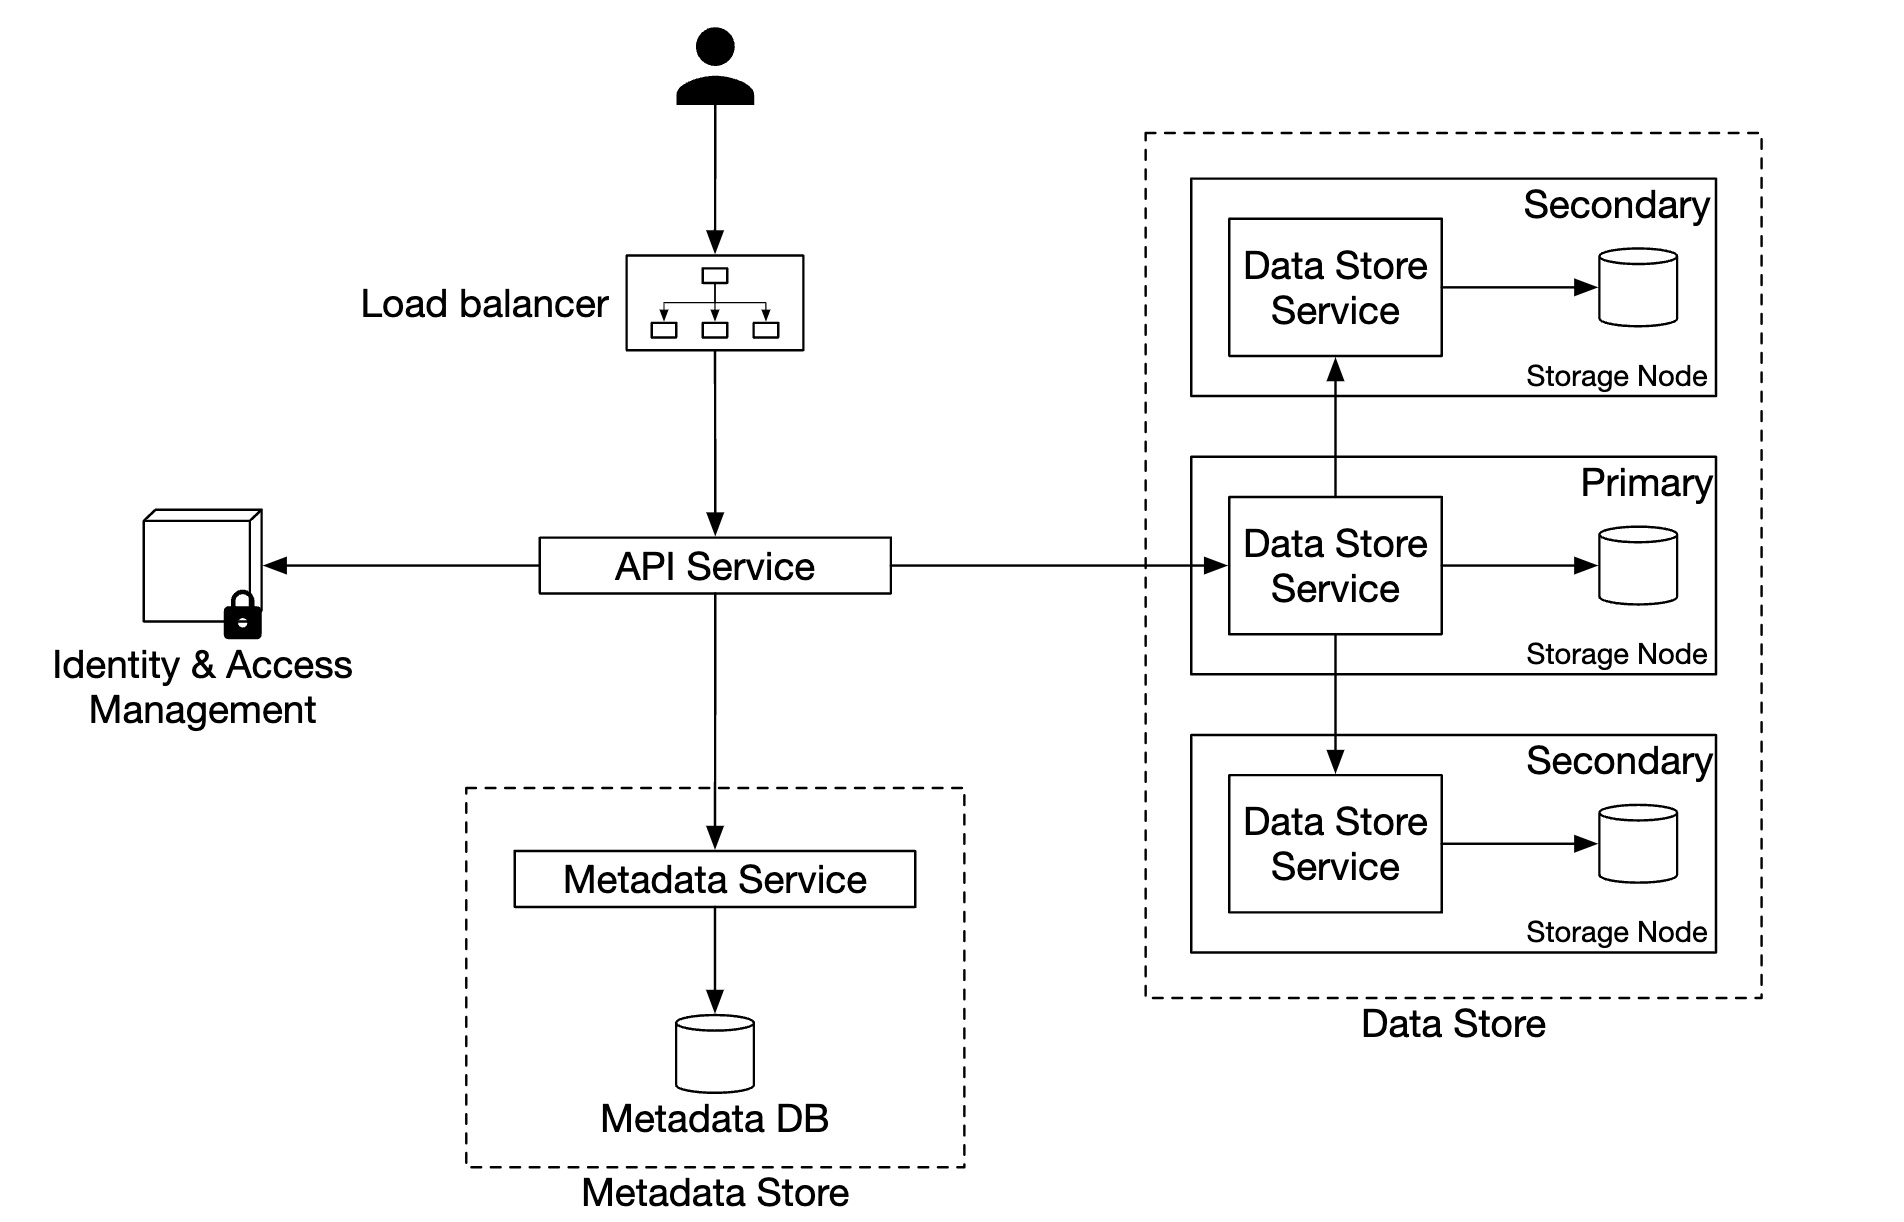 Load balancer
API Service
Identity & Access
Management
Metadata Service
Metadata DB
Metadata Store
Secondary
Data Store
Service
Storage Node
Primary
Data Store
Service
Storage Node
Secondary
Data Store
Service
Storage Node
Data Store